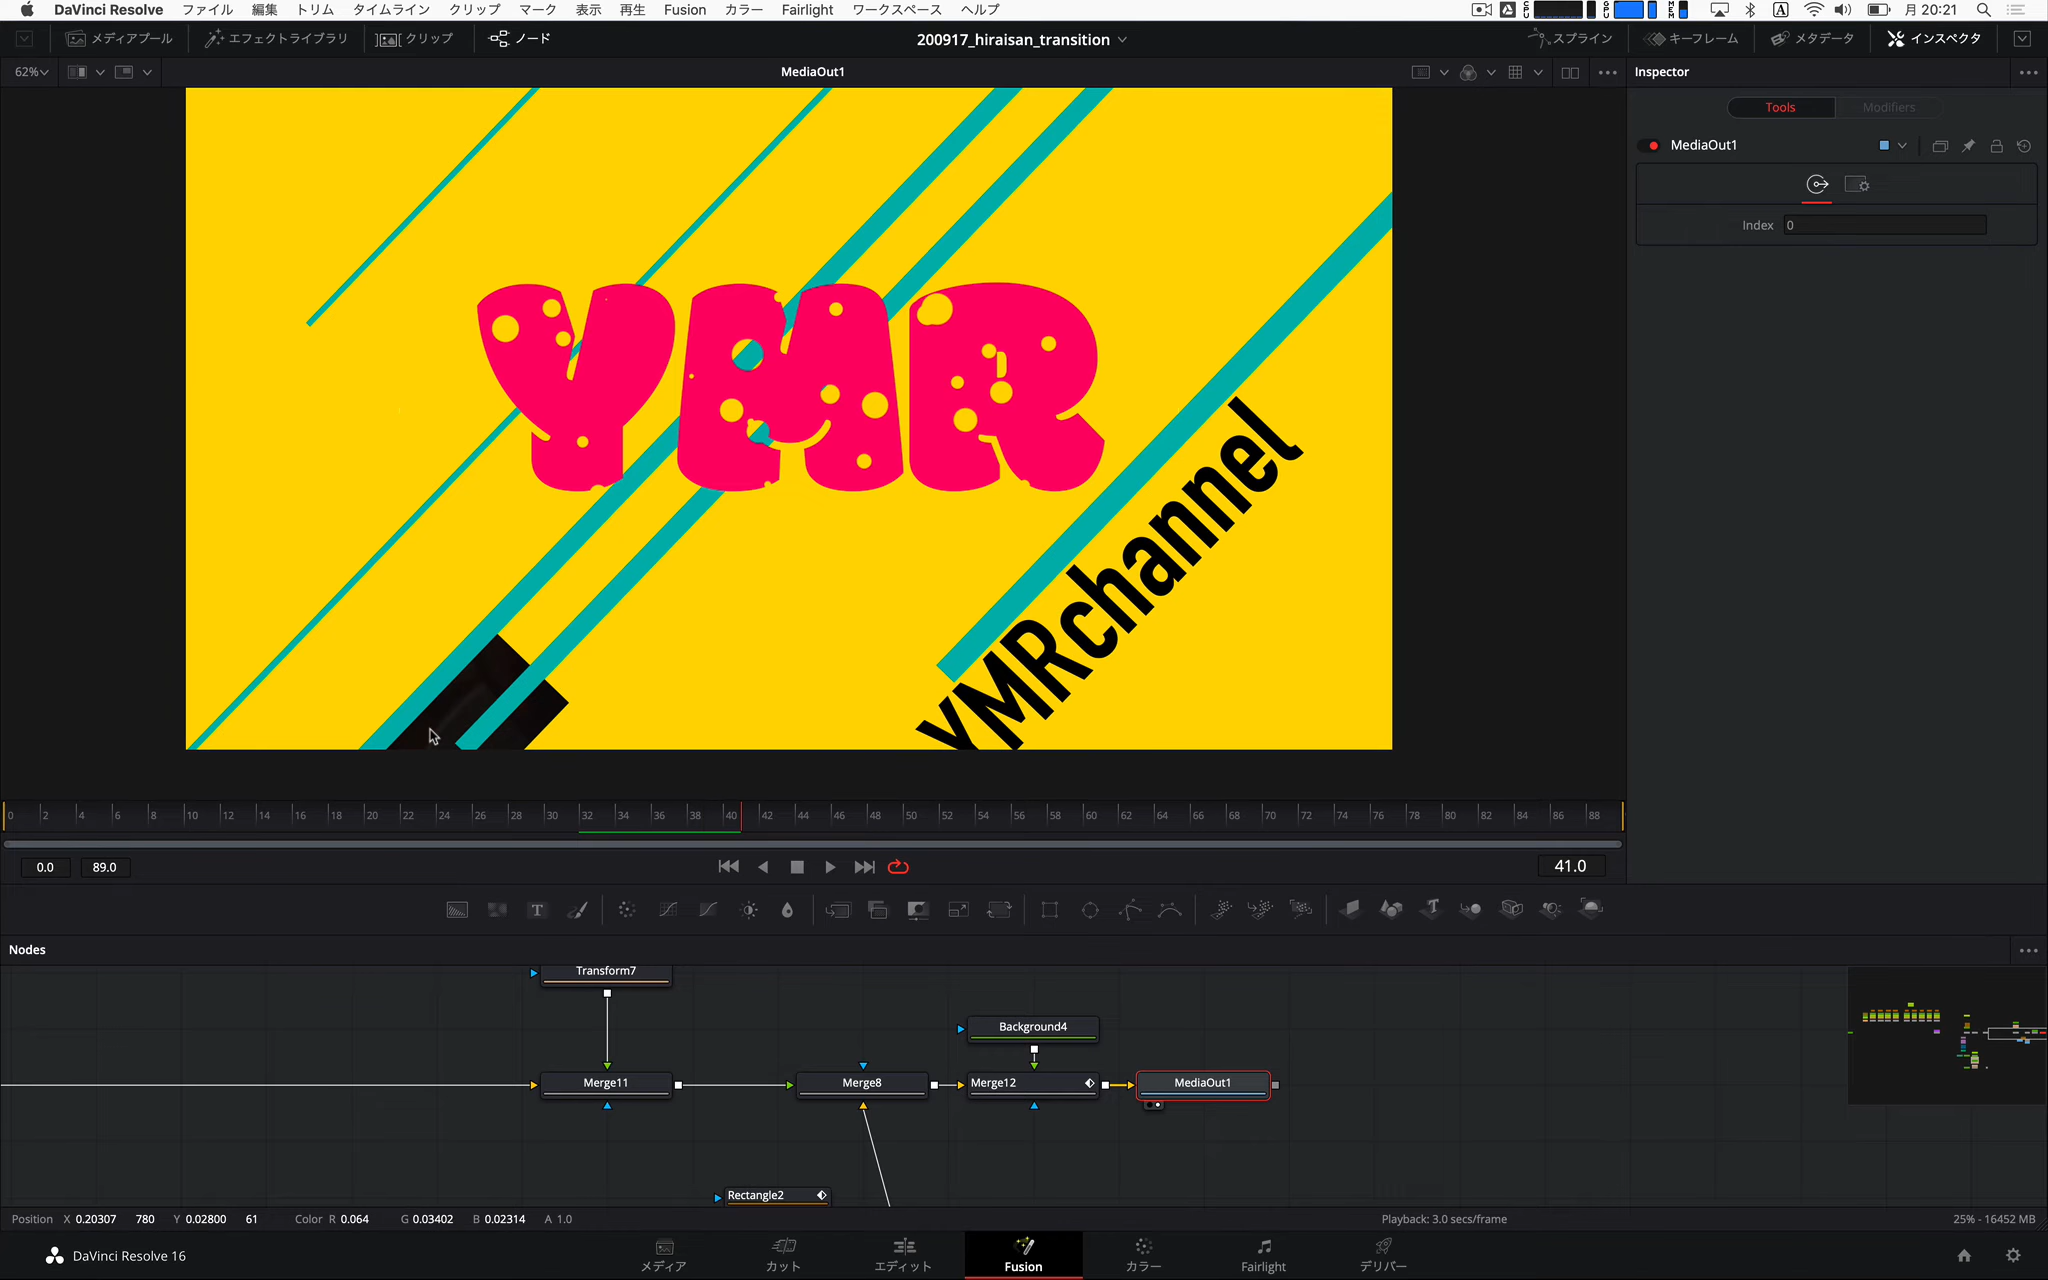 DaVinci Resolve ファイル 編集 トリム タイムライン クリップ マーク 表示 再生 Fusion カラー Fairlight ワークスペース ヘルプ 月 20:21
メディアプール エフェクトライブラリ クリップ ノード 200917_hiraisan_transition スプライン キーフレーム メタデータ インスペクタ
62% MediaOut1 Inspector
Tools Modifiers
MediaOut1
Index 0
YMR
YMRchannel
0 2 4 6 8 10 12 14 16 18 20 22 24 26 28 30 32 34 36 38 40 42 44 46 48 50 52 54 56 58 60 62 64 66 68 70 72 74 76 78 80 82 84 86 88
0.0 89.0 41.0
Nodes
Transform7
Background4
Merge11 Merge8 Merge12 MediaOut1
Rectangle2
Position X 0.20307 780 Y 0.02800 61 Color R 0.064 G 0.03402 B 0.02314 A 1.0 Playback: 3.0 secs/frame 25% - 16452 MB
DaVinci Resolve 16 メディア カット エディット Fusion カラー Fairlight デリバー